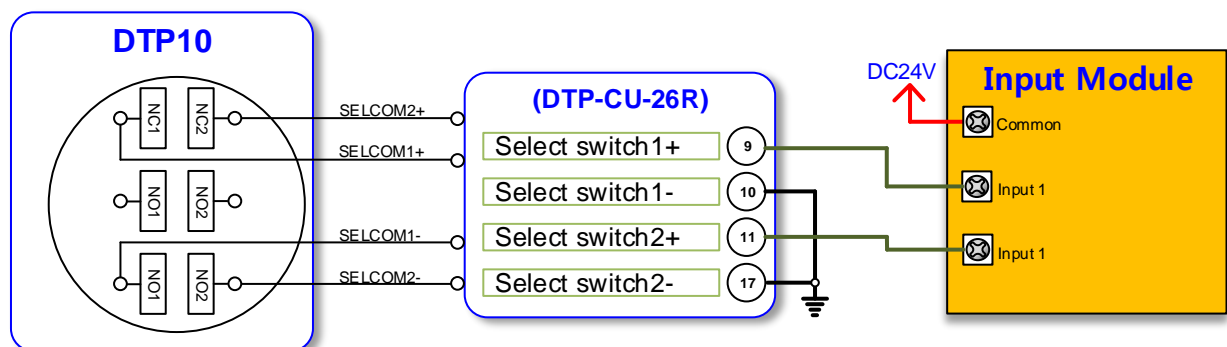 DTP10
NC1
NC2
NO1
NO2
NO1
NO2
SELCOM2+
SELCOM1+
SELCOM1-
SELCOM2-
(DTP-CU-26R)
Select switch1+
9
Select switch1-
10
Select switch2+
11
Select switch2-
17
DC24V
Input Module
Common
Input 1
Input 1